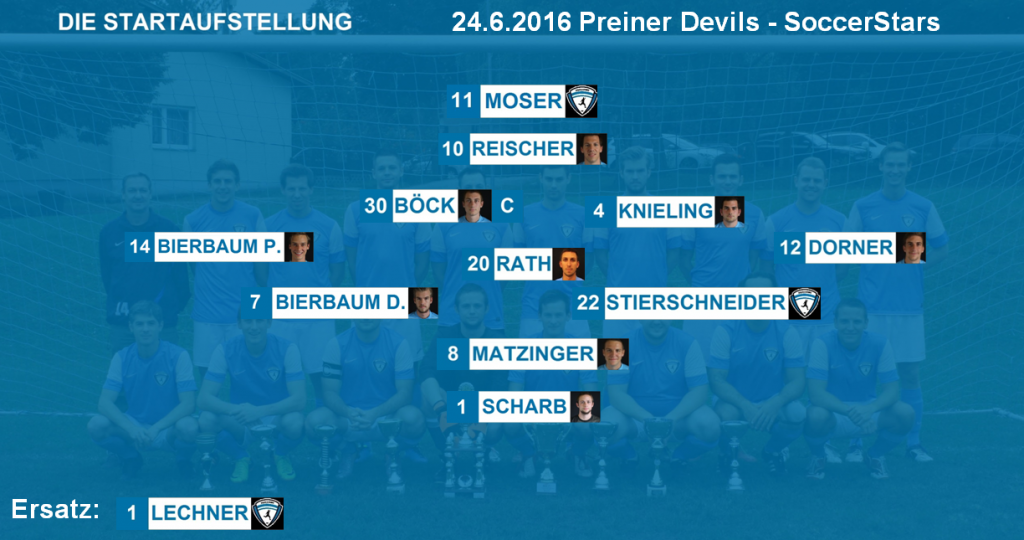 DIE STARTAUFSTELLUNG 24.6.2016 Preiner Devils - SoccerStars
11 MOSER
10 REISCHER
30 BÖCK C 4 KNIELING
14 BIERBAUM P. 12 DORNER
20 RATH
7 BIERBAUM D. 22 STIERSCHNEIDER
8 MATZINGER
1 SCHARB
Ersatz: 1 LECHNER